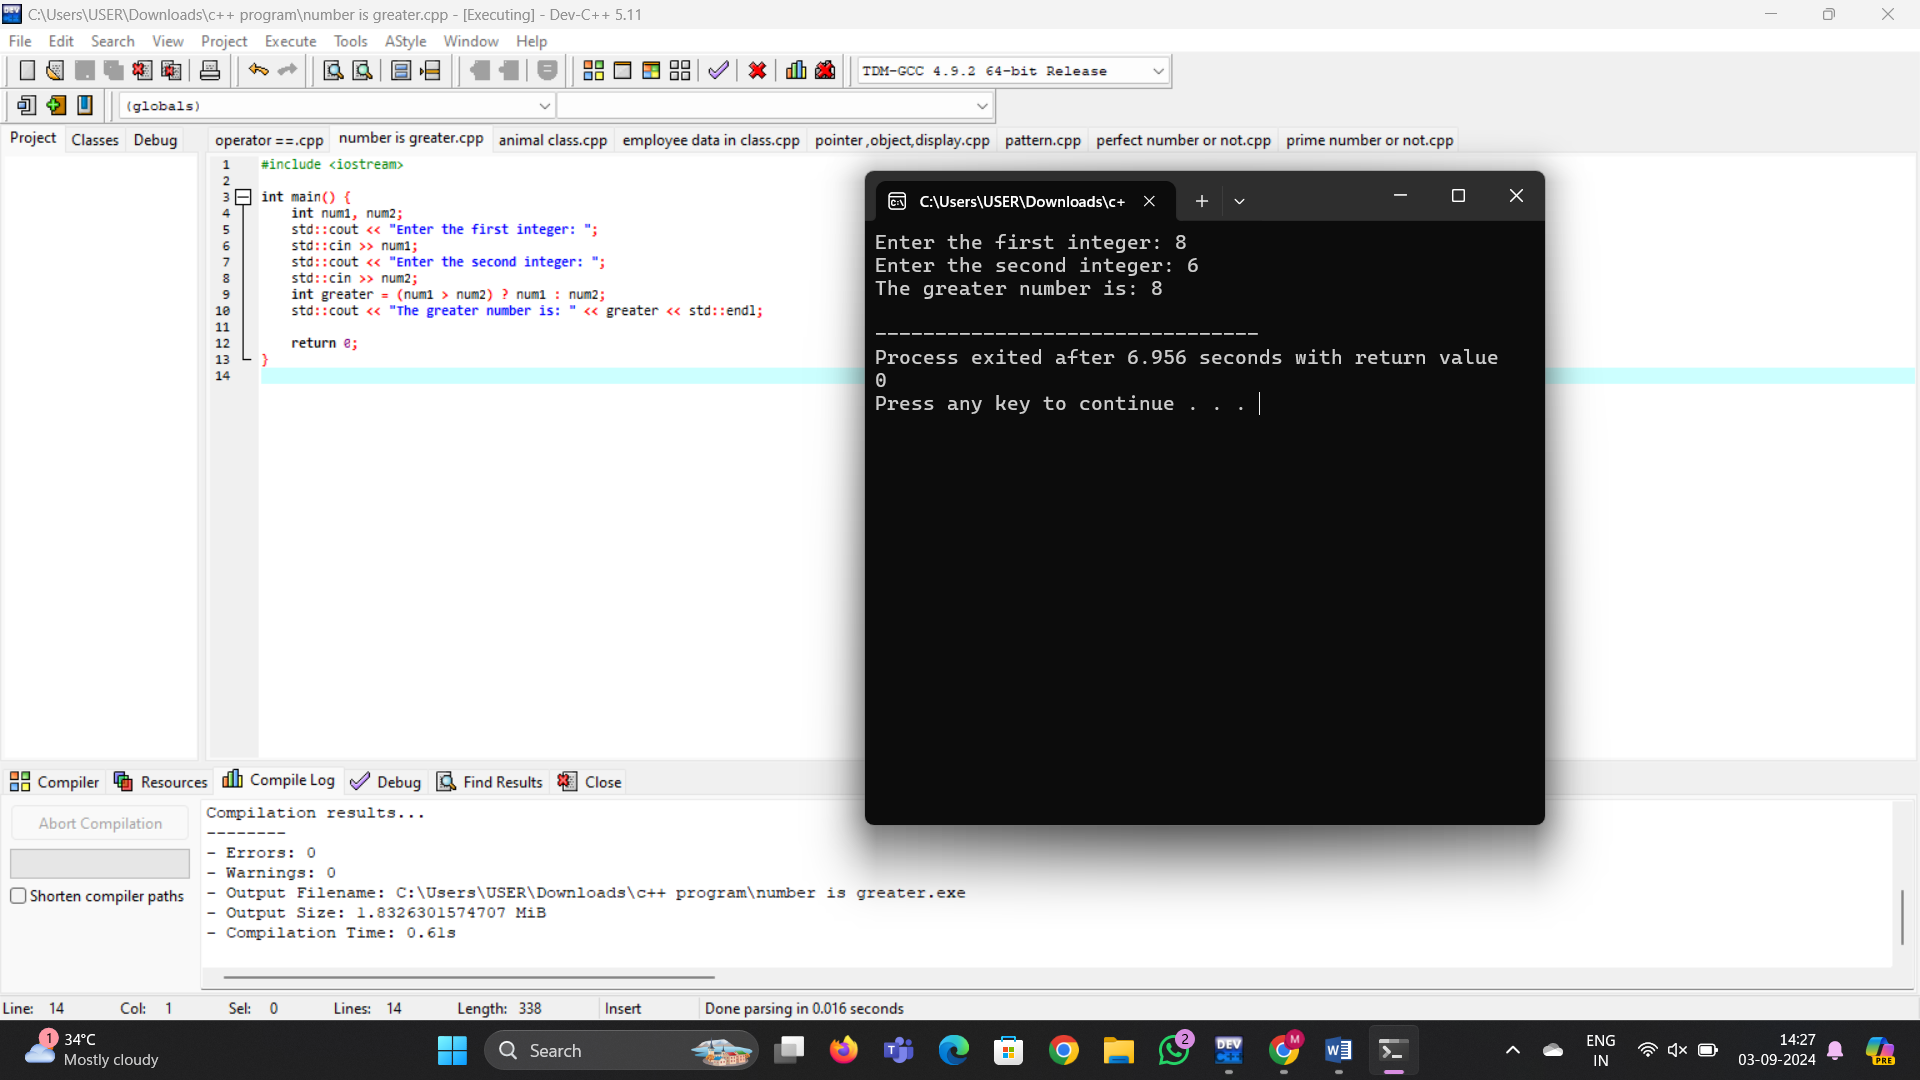 C:\Users\USER\Downloads\c++ program\number is greater.cpp - [Executing] - Dev-C++ 5.11
File Edit Search View Project Execute Tools AStyle Window Help
TDM-GCC 4.9.2 64-bit Release
(globals)
Project Classes Debug
operator ==.cpp number is greater.cpp animal class.cpp employee data in class.cpp pointer ,object,display.cpp pattern.cpp perfect number or not.cpp prime number or not.cpp
1 #include <iostream>
2
3 int main() {
4 int num1, num2;
5 std::cout << "Enter the first integer: ";
6 std::cin >> num1;
7 std::cout << "Enter the second integer: ";
8 std::cin >> num2;
9 int greater = (num1 > num2) ? num1 : num2;
10 std::cout << "The greater number is: " << greater << std::endl;
11
12 return 0;
13 }
14
C:\Users\USER\Downloads\c+
Enter the first integer: 8
Enter the second integer: 6
The greater number is: 8
--------------------------------
Process exited after 6.956 seconds with return value
0
Press any key to continue . . .
Compiler Resources Compile Log Debug Find Results Close
Abort Compilation
Shorten compiler paths
Compilation results...
--------
- Errors: 0
- Warnings: 0
- Output Filename: C:\Users\USER\Downloads\c++ program\number is greater.exe
- Output Size: 1.8326301574707 MiB
- Compilation Time: 0.61s
Line: 14 Col: 1 Sel: 0 Lines: 14 Length: 338 Insert Done parsing in 0.016 seconds
1
34°C
Mostly cloudy
Search
2
DEV
C++
M
ENG
IN
14:27
03-09-2024
PRE